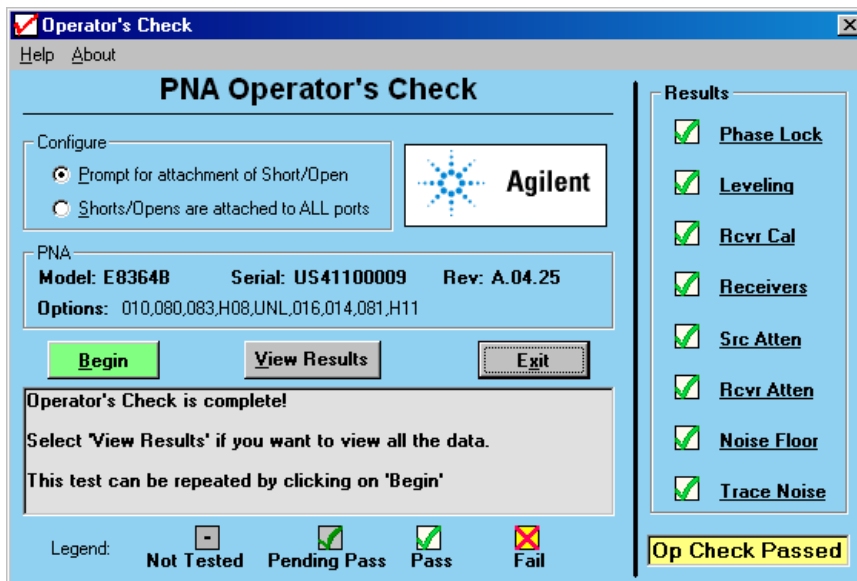 Operator's Check
Help About
PNA Operator's Check
Configure
Prompt for attachment of Short/Open
Shorts/Opens are attached to ALL ports
Agilent
PNA
Model: E8364B Serial: US41100009 Rev: A.04.25
Options: 010,080,083,H08,UNL,016,014,081,H11
Begin View Results Exit
Operator's Check is complete!
Select 'View Results' if you want to view all the data.
This test can be repeated by clicking on 'Begin'
Legend: - Not Tested Pending Pass Pass Fail
Results
Phase Lock
Leveling
Rcvr Cal
Receivers
Src Atten
Rcvr Atten
Noise Floor
Trace Noise
Op Check Passed